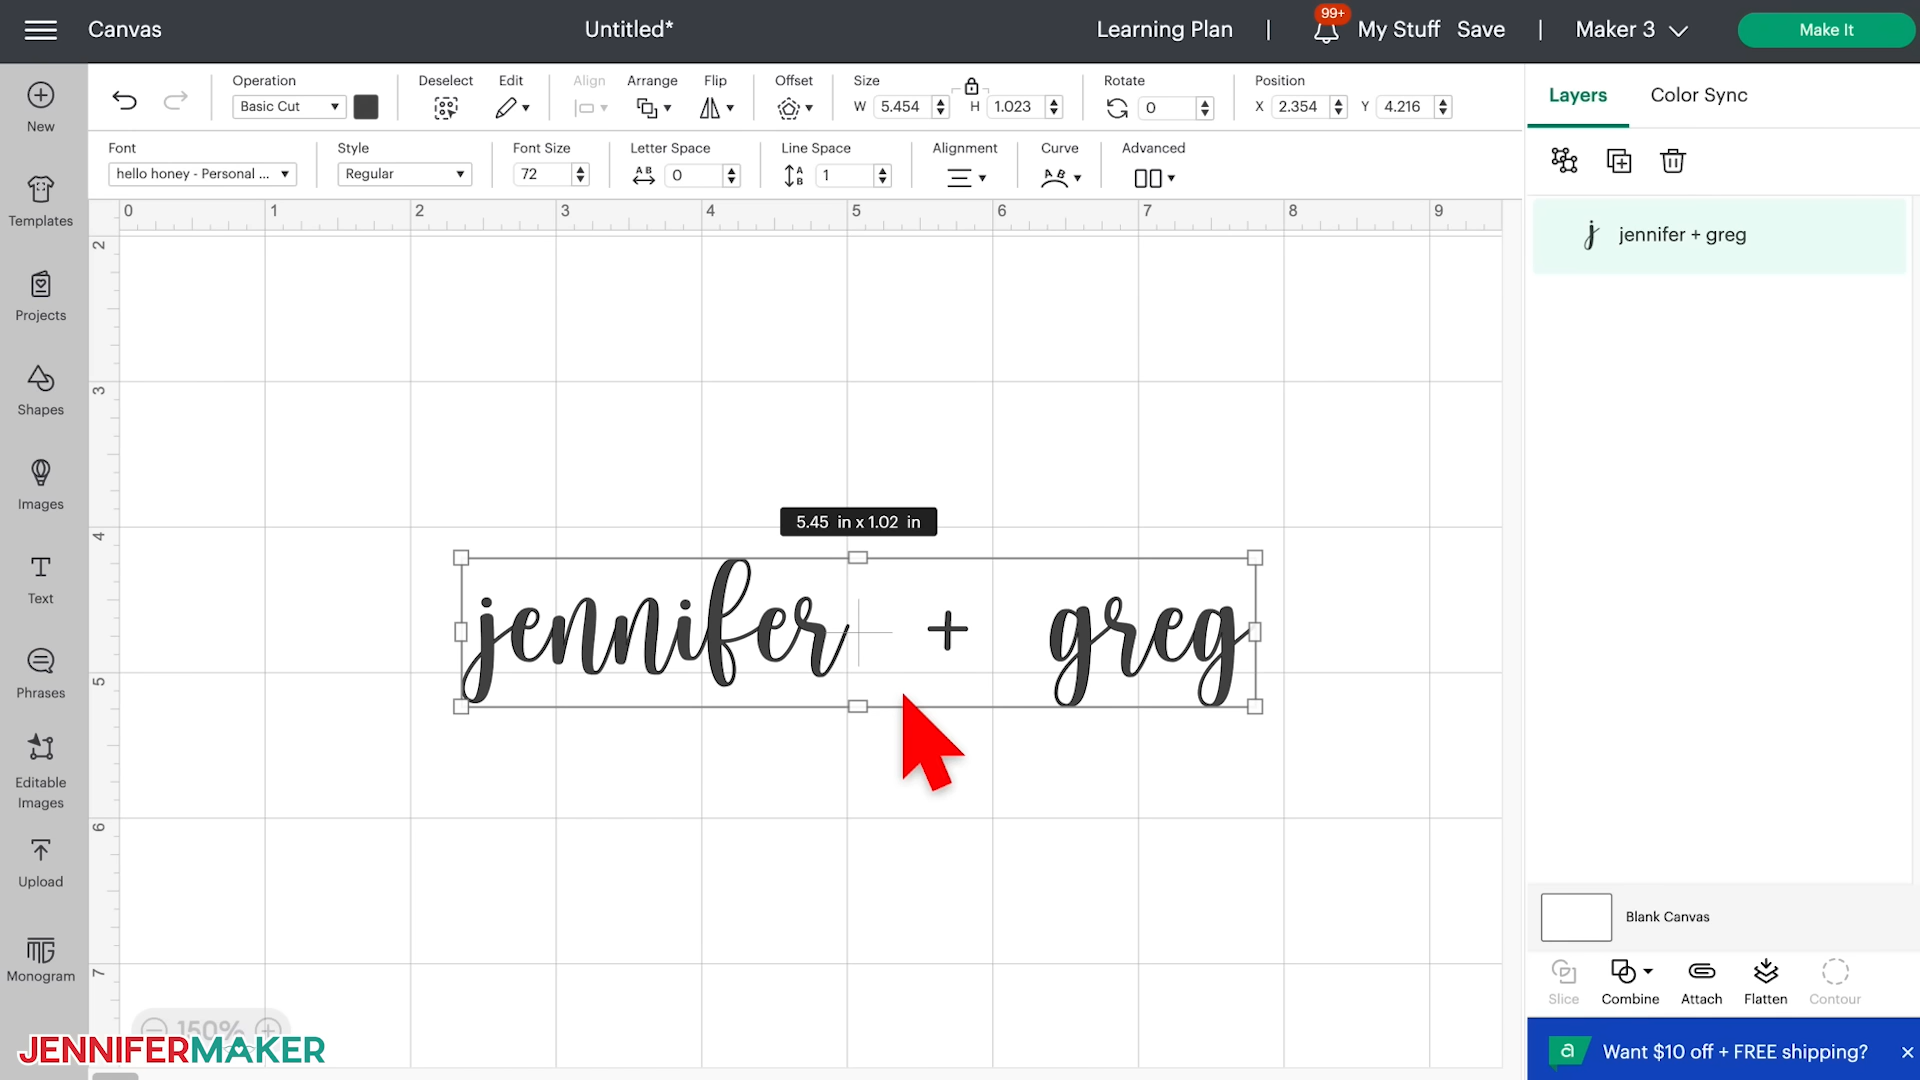 Canvas
Untitled*
Learning Plan | 99+ My Stuff Save | Maker 3
Make It
Operation
Basic Cut
Deselect
Edit
Align
Arrange
Flip
Offset
Size
W 5.454
H 1.023
Rotate
0
Position
X 2.354
Y 4.216
Font
hello honey - Personal ...
Style
Regular
Font Size
72
Letter Space
A B
0
Line Space
A
B
1
Alignment
Curve
A B
Advanced
0 1 2 3 4 5 6 7 8 9
2
3
4
5
6
7
New
Templates
Projects
Shapes
Images
T
Text
Phrases
Editable
Images
Upload
MG
Monogram
5.45 in x 1.02 in
jennifer + greg
150%
JENNIFERMAKER
Layers
Color Sync
j jennifer + greg
Blank Canvas
Slice
Combine
Attach
Flatten
Contour
a Want $10 off + FREE shipping? ×